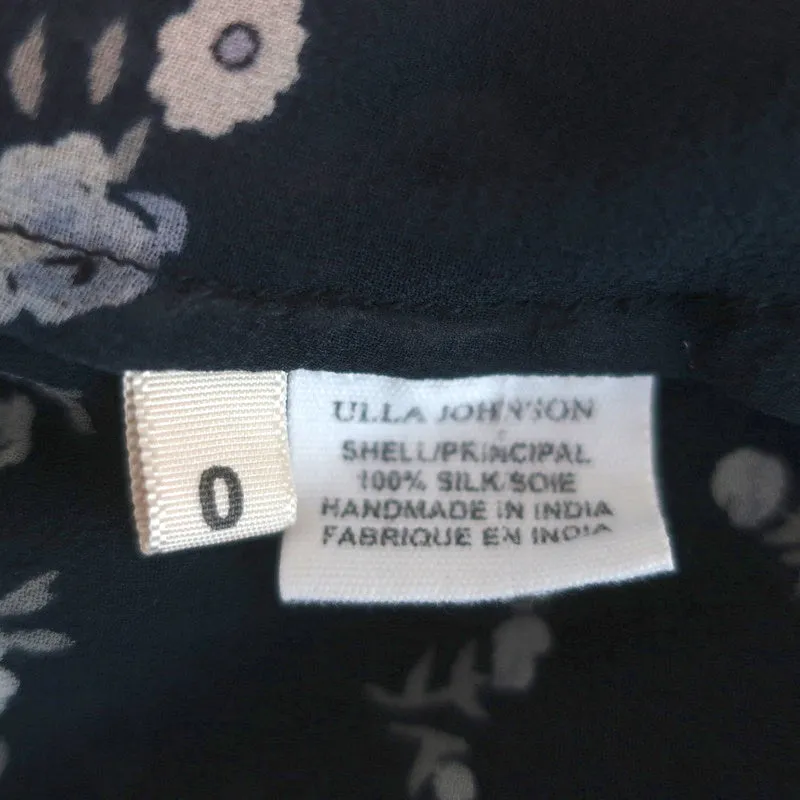 0
ULLA JOHNSON
SHELL/PRINCIPAL
100% SILK/SOIE
HANDMADE IN INDIA
FABRIQUE EN INDIA